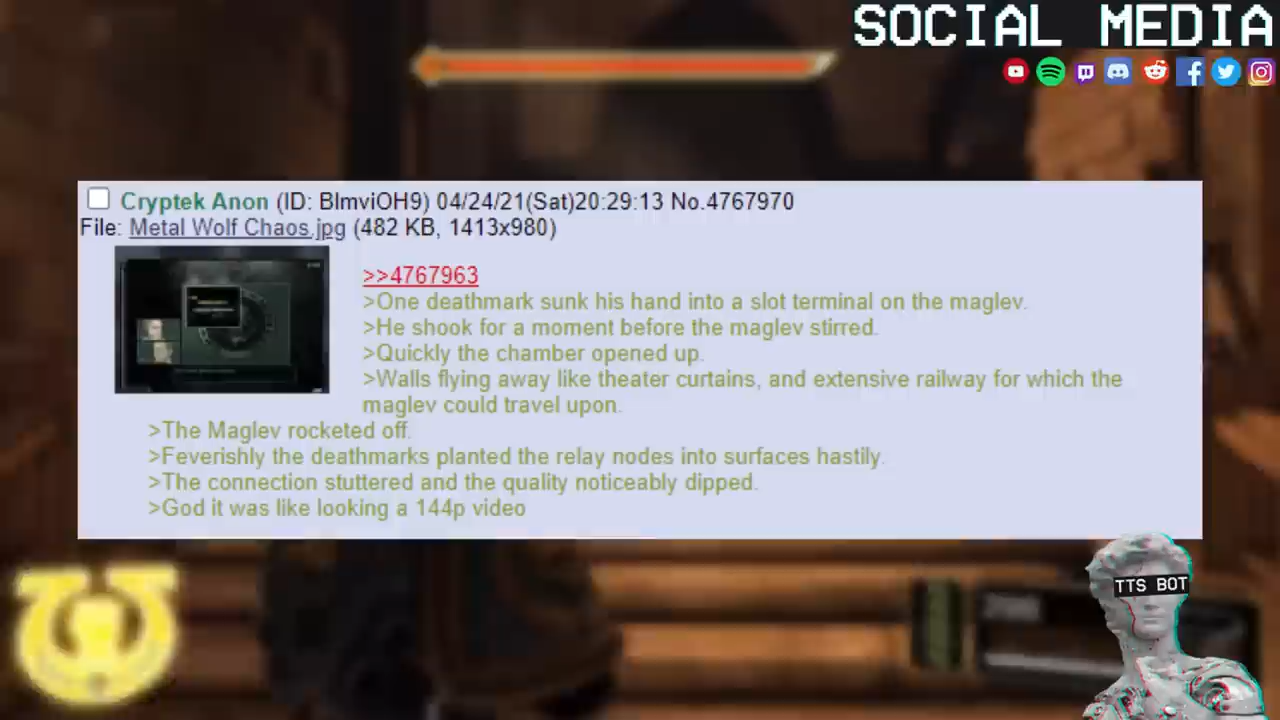 SOCIAL MEDIA
Cryptek Anon (ID: BlmviOH9) 04/24/21(Sat)20:29:13 No.4767970
File: Metal Wolf Chaos.jpg (482 KB, 1413x980)
>>4767963
>One deathmark sunk his hand into a slot terminal on the maglev.
>He shook for a moment before the maglev stirred.
>Quickly the chamber opened up.
>Walls flying away like theater curtains, and extensive railway for which the
maglev could travel upon.
>The Maglev rocketed off.
>Feverishly the deathmarks planted the relay nodes into surfaces hastily.
>The connection stuttered and the quality noticeably dipped.
>God it was like looking a 144p video
TTS BOT